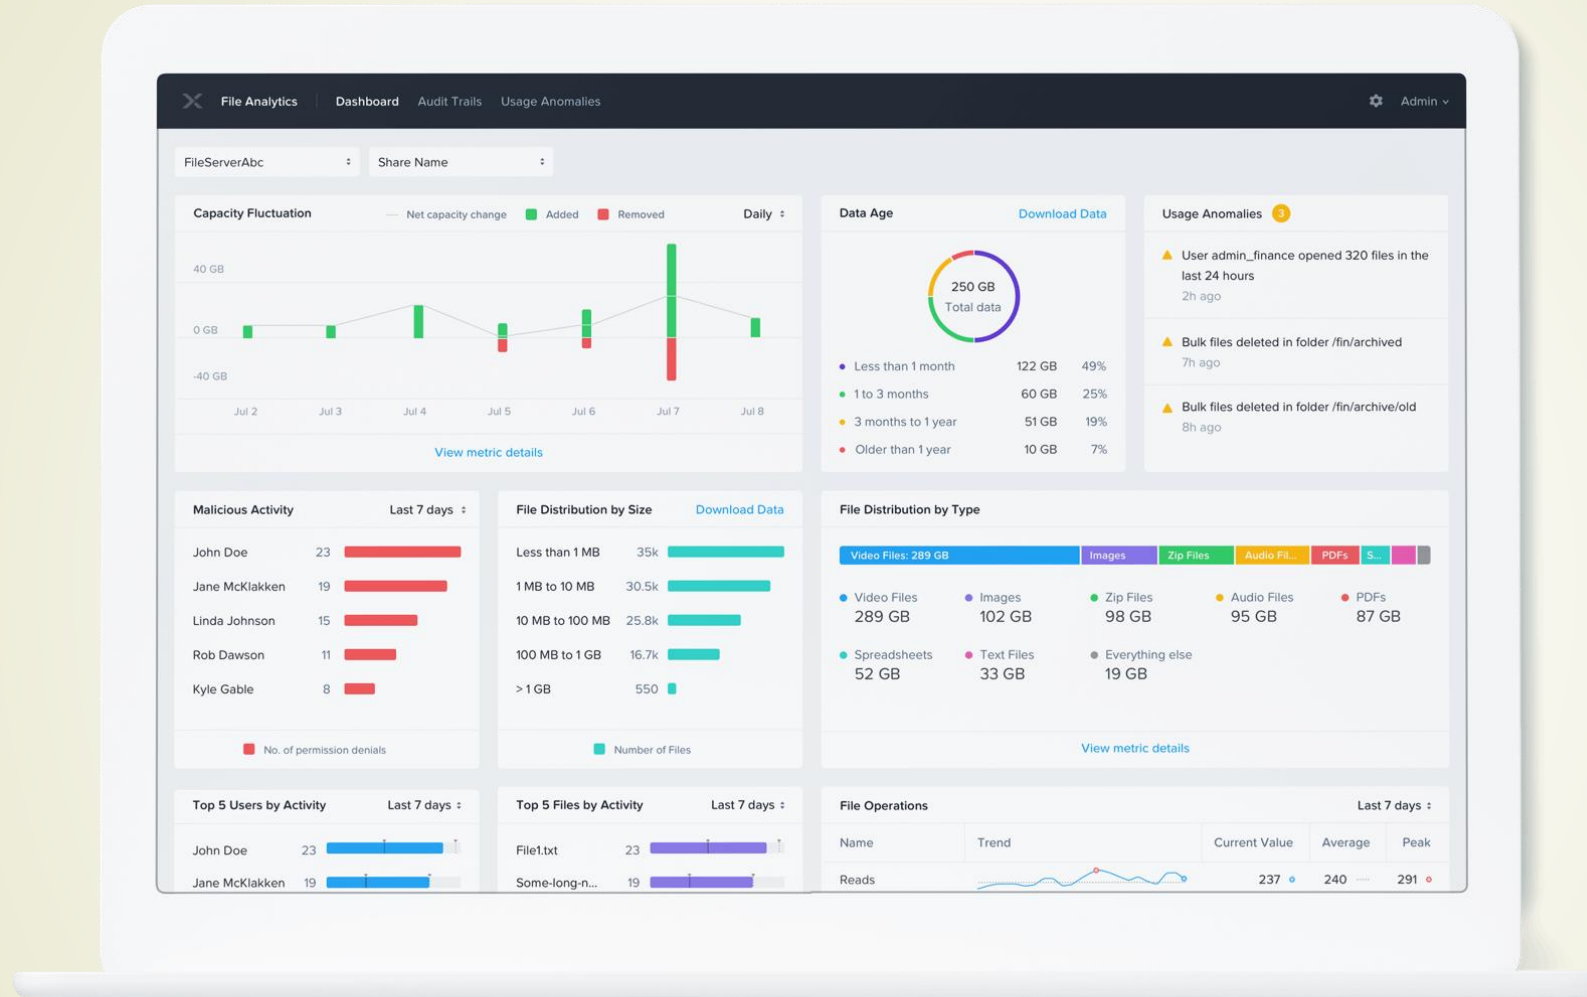 File Analytics Dashboard Audit Trails Usage Anomalies Admin
FileServerAbc Share Name
Capacity Fluctuation Net capacity change Added Removed Daily
40 GB
0 GB
-40 GB
Jul 2 Jul 3 Jul 4 Jul 5 Jul 6 Jul 7 Jul 8
View metric details
Data Age Download Data
250 GB
Total data
Less than 1 month 122 GB 49%
1 to 3 months 60 GB 25%
3 months to 1 year 51 GB 19%
Older than 1 year 10 GB 7%
Usage Anomalies 3
User admin_finance opened 320 files in the
last 24 hours
2h ago
Bulk files deleted in folder /fin/archived
7h ago
Bulk files deleted in folder /fin/archive/old
8h ago
Malicious Activity Last 7 days
John Doe 23
Jane McKlakken 19
Linda Johnson 15
Rob Dawson 11
Kyle Gable 8
No. of permission denials
File Distribution by Size Download Data
Less than 1 MB 35k
1 MB to 10 MB 30.5k
10 MB to 100 MB 25.8k
100 MB to 1 GB 16.7k
> 1 GB 550
Number of Files
File Distribution by Type
Video Files: 289 GB Images Zip Files Audio Fil... PDFs S...
Video Files Images Zip Files Audio Files PDFs
289 GB 102 GB 98 GB 95 GB 87 GB
Spreadsheets Text Files Everything else
52 GB 33 GB 19 GB
View metric details
Top 5 Users by Activity Last 7 days
John Doe 23
Jane McKlakken 19
Top 5 Files by Activity Last 7 days
File1.txt 23
Some-long-n... 19
File Operations Last 7 days
Name Trend Current Value Average Peak
Reads 237 240 291